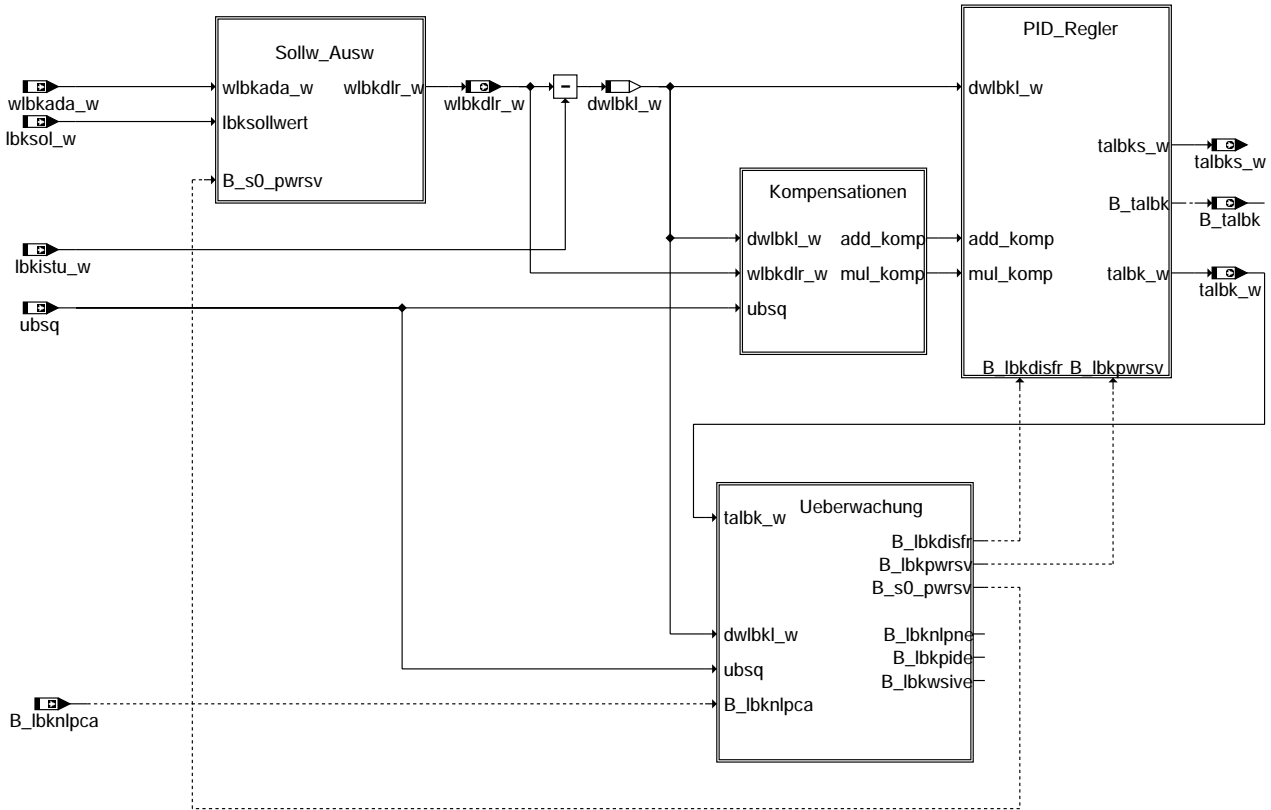 Sollw_Ausw
wlbkada_w
wlbkada_w
wlbkdlr_w
wlbkdlr_w
lbksol_w
lbksollwert
B_s0_pwrsv
-
dwlbkl_w
PID_Regler
dwlbkl_w
talbks_w
talbks_w
B_talbk
B_talbk
add_komp
mul_komp
talbk_w
talbk_w
B_lbkdisfr B_lbkpwrsv
Kompensationen
dwlbkl_w add_komp
wlbkdlr_w mul_komp
ubsq
lbkistu_w
ubsq
Ueberwachung
talbk_w
B_lbkdisfr
B_lbkpwrsv
B_s0_pwrsv
dwlbkl_w
B_lbknlpne
B_lbkpide
ubsq
B_lbkwsive
B_lbknlpca
B_lbknlpca